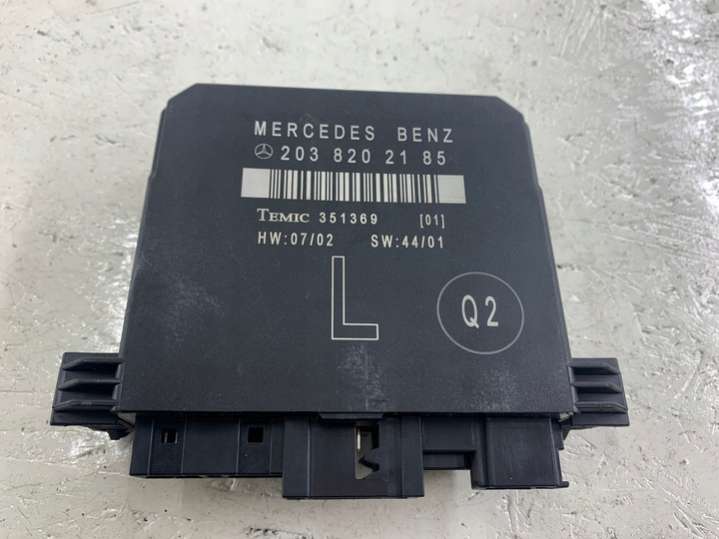 MERCEDES BENZ
203 820 21 85
TEMIC 351369 [01]
HW:07/02 SW:44/01
L
Q2